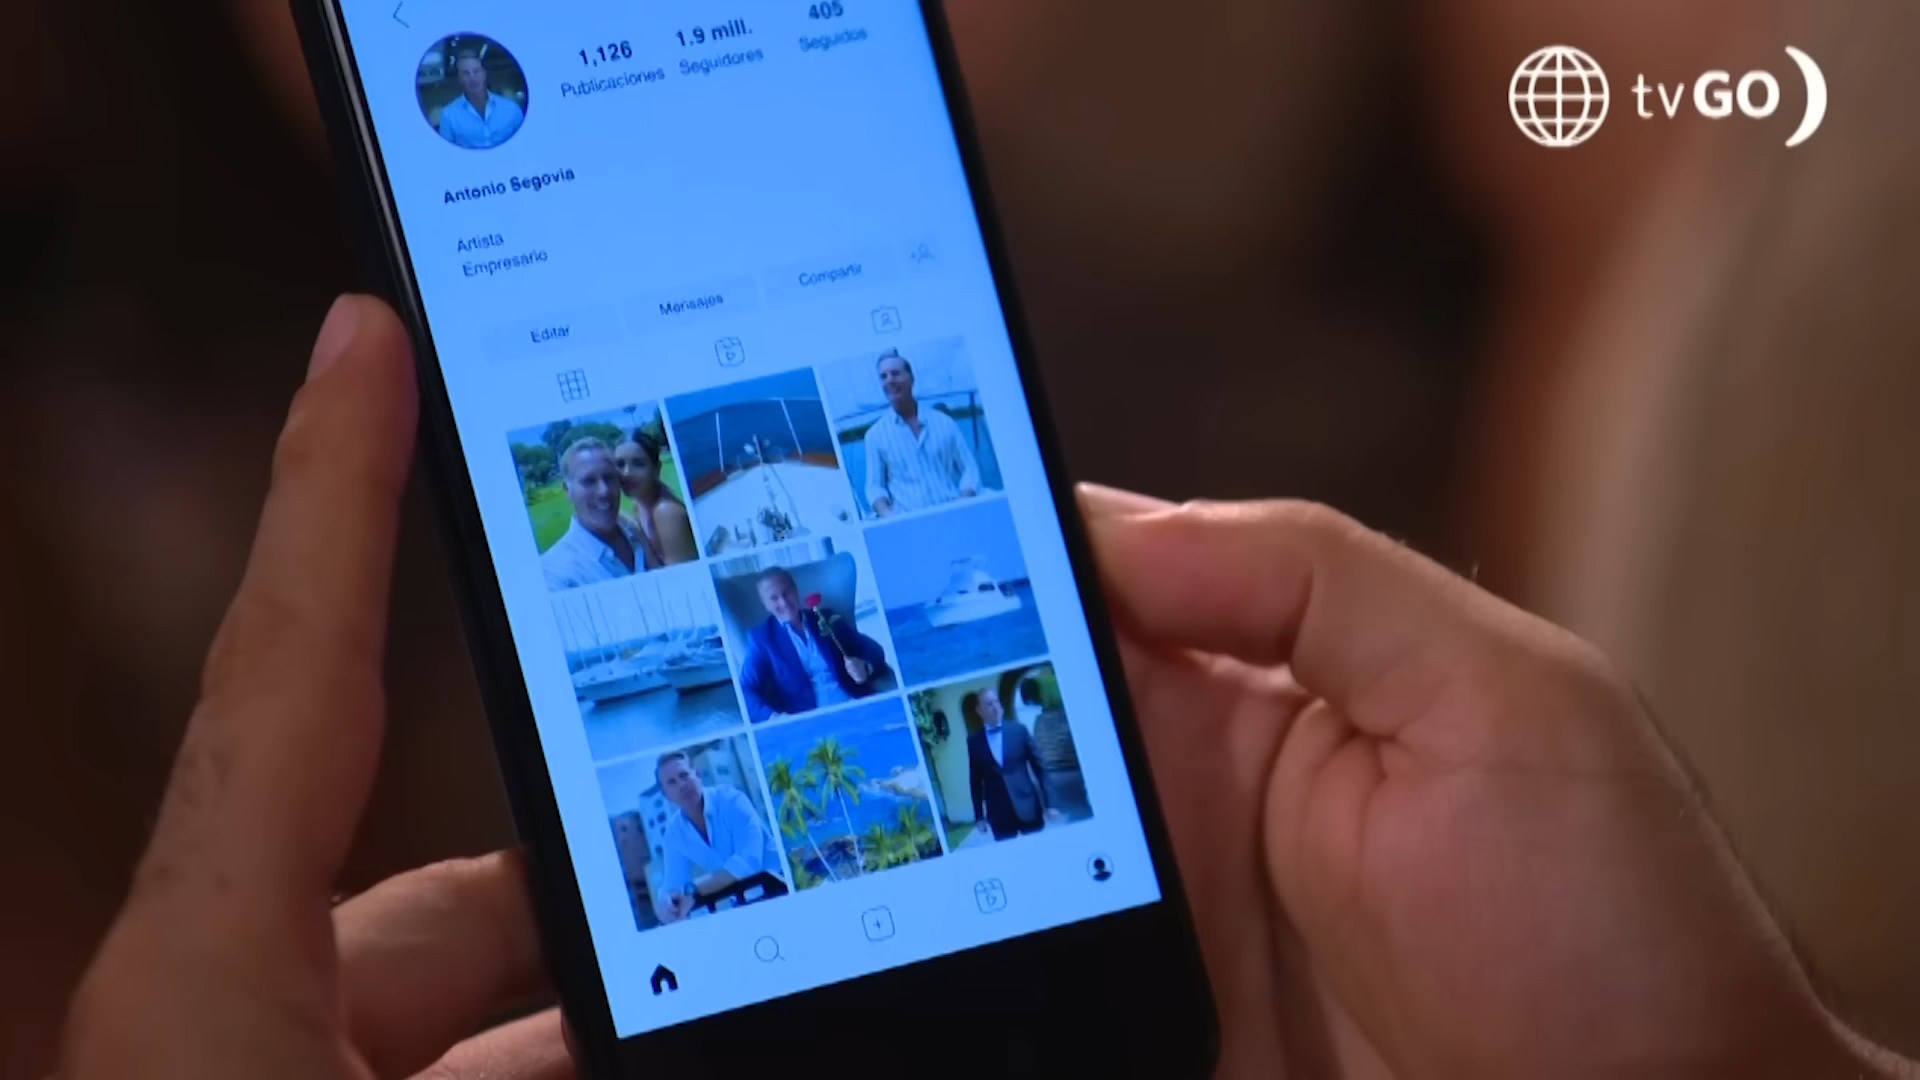 1,126
Publicaciones
1.9 mill.
Seguidores
405
Seguidos
Antonio Segovia
Artista
Empresario
Editar
Mensajes
Compartir
tvGO